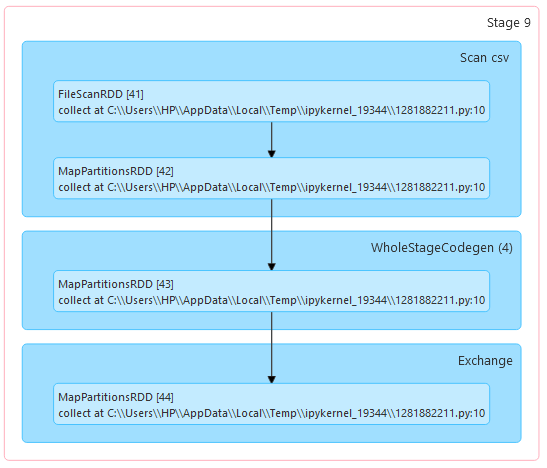 Stage 9
Scan csv
FileScanRDD [41]
collect at C:\\Users\\HP\\AppData\\Local\\Temp\\ipykernel_19344\\1281882211.py:10
MapPartitionsRDD [42]
collect at C:\\Users\\HP\\AppData\\Local\\Temp\\ipykernel_19344\\1281882211.py:10
WholeStageCodegen (4)
MapPartitionsRDD [43]
collect at C:\\Users\\HP\\AppData\\Local\\Temp\\ipykernel_19344\\1281882211.py:10
Exchange
MapPartitionsRDD [44]
collect at C:\\Users\\HP\\AppData\\Local\\Temp\\ipykernel_19344\\1281882211.py:10